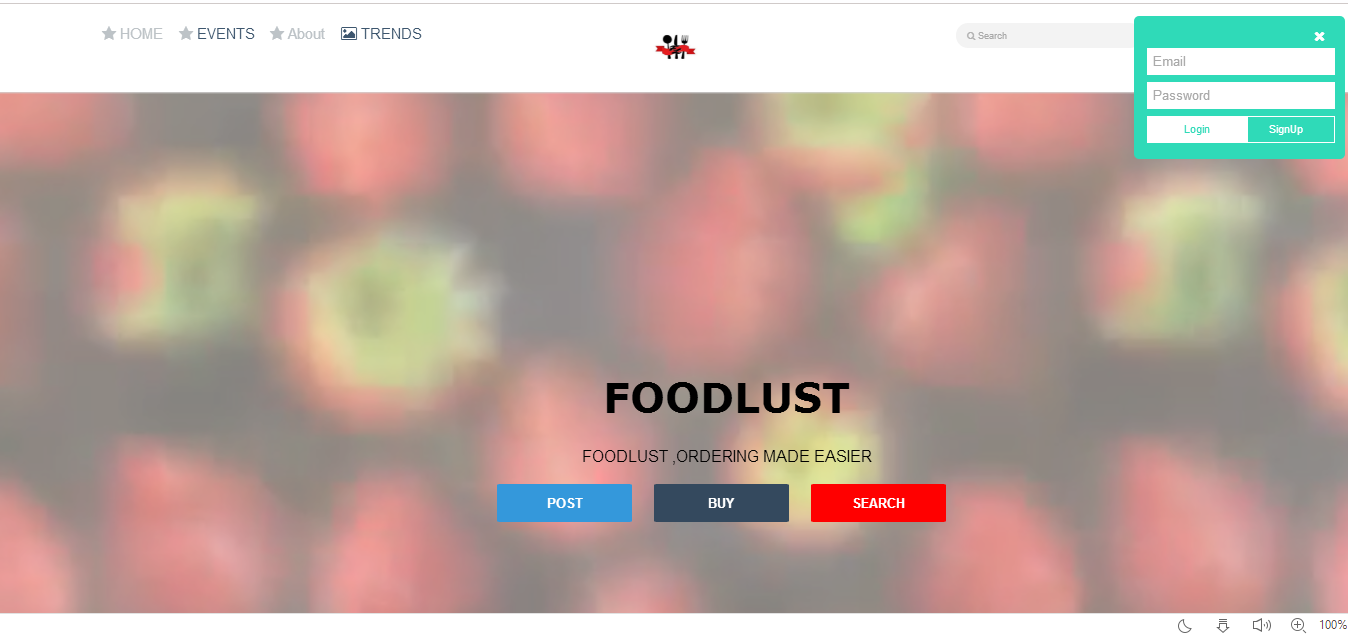 HOME EVENTS About TRENDS
Search
Email
Password
Login SignUp
FOODLUST
FOODLUST ,ORDERING MADE EASIER
POST BUY SEARCH
100%